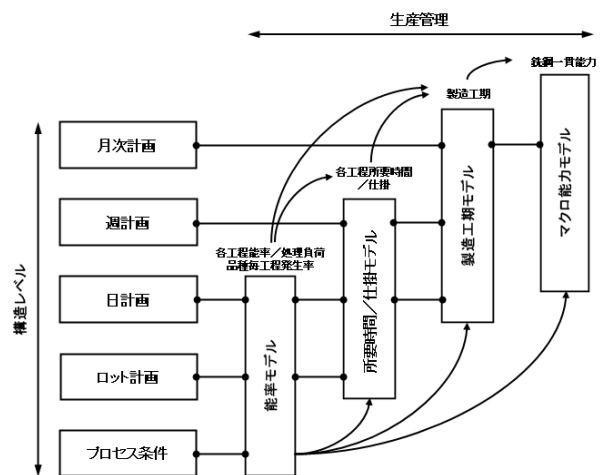 生産管理
銑鋼一貫能力
製造工期
月次計画
各工程所要時間
／仕掛
週計画
各工程能率／処理負荷
品種毎工程発生率
日計画
ロット計画
プロセス条件
構造レベル
能率モデル
所要時間／仕掛モデル
製造工期モデル
マクロ能力モデル